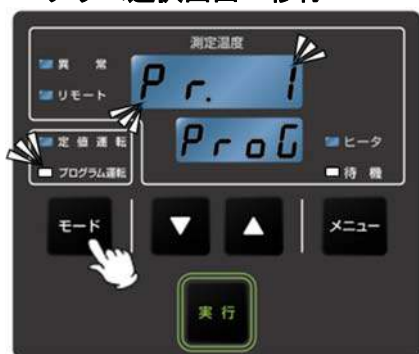 測定温度
異 常
リモート
Pr. 1
定値運転
プログラム運転
ProG
ヒータ
待 機
モード
▼
▲
メニュー
実 行